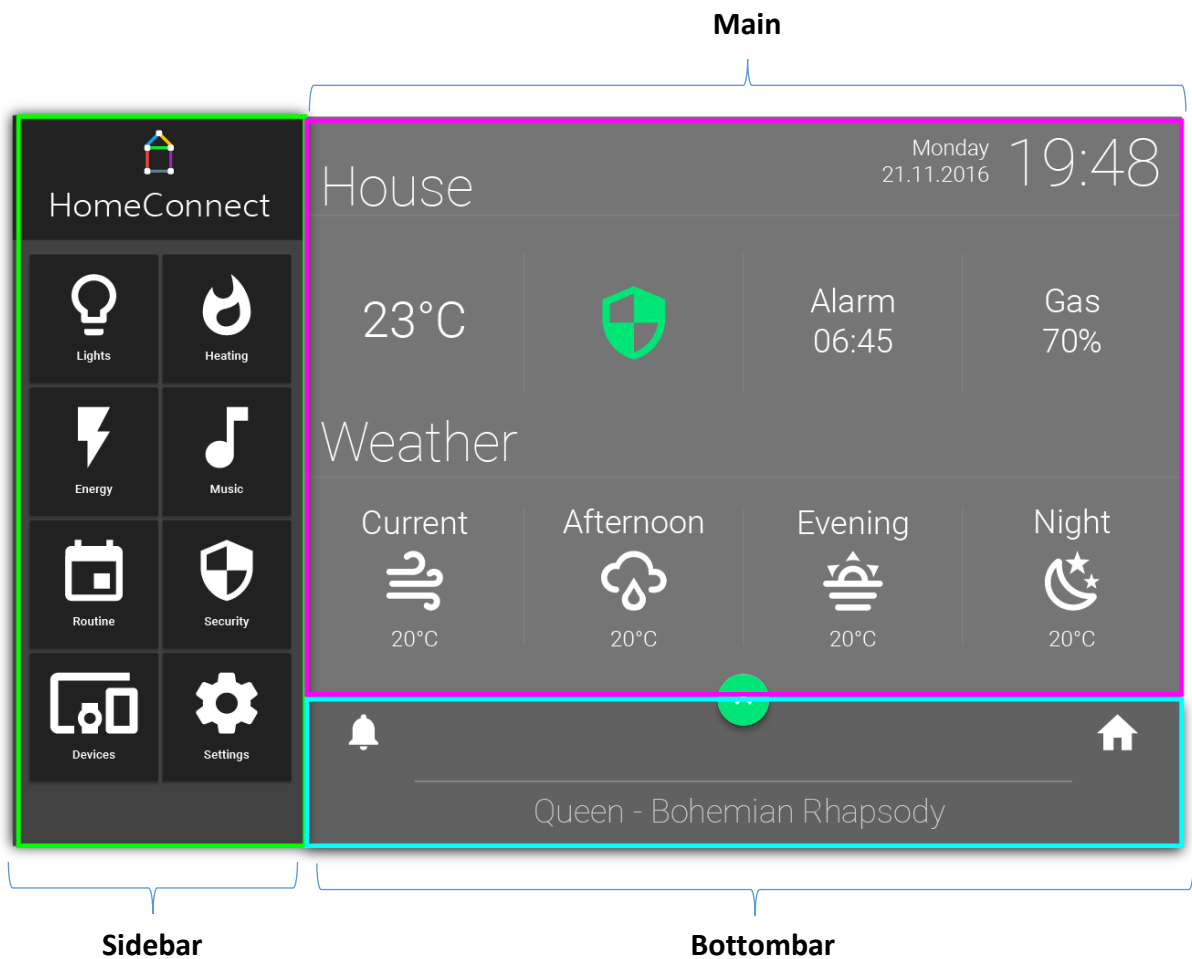 Main
HomeConnect
Lights
Heating
Energy
Music
Routine
Security
Devices
Settings
House
Monday
21.11.2016
19:48
23°C
Alarm
06:45
Gas
70%
Weather
Current
Afternoon
Evening
Night
20°C
20°C
20°C
20°C
Queen - Bohemian Rhapsody
Sidebar
Bottombar